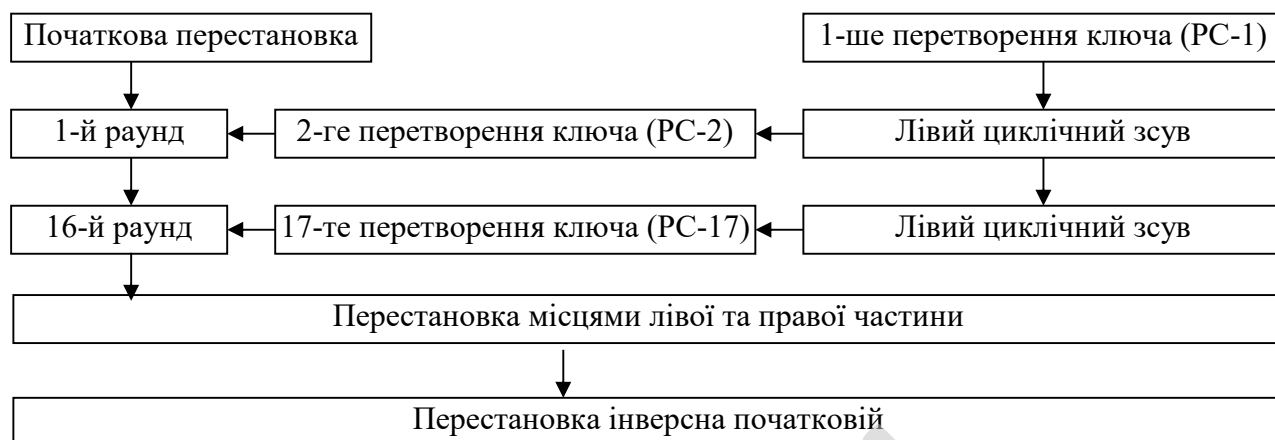 Початкова перестановка
1-ше перетворення ключа (PC-1)
1-й раунд
2-ге перетворення ключа (PC-2)
Лівий циклічний зсув
16-й раунд
17-те перетворення ключа (PC-17)
Лівий циклічний зсув
Перестановка місцями лівої та правої частини
Перестановка інверсна початковій